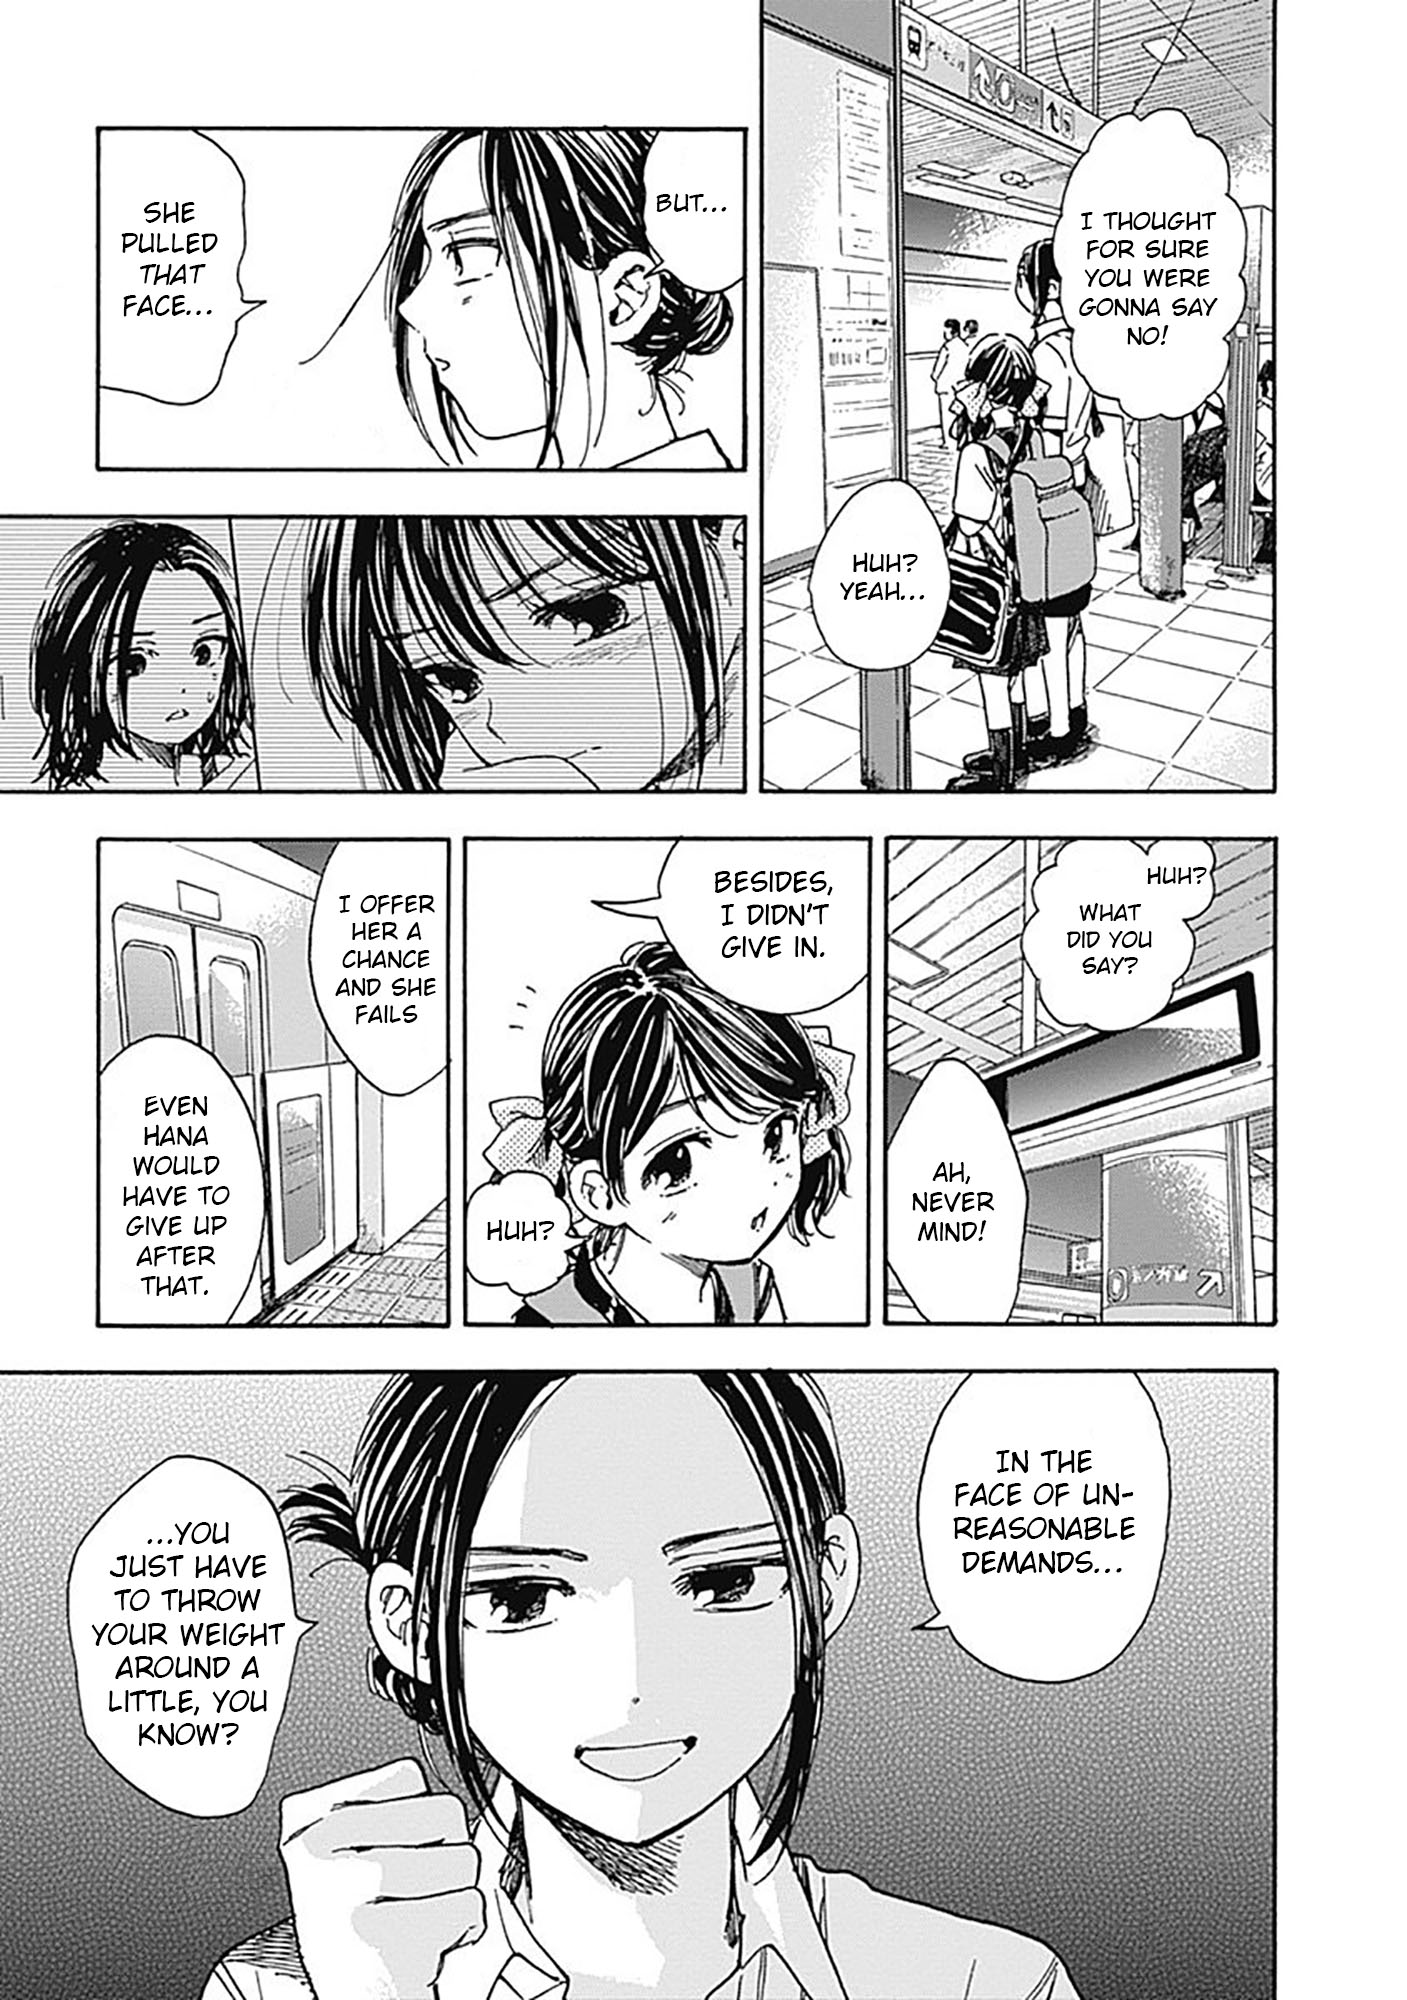 I THOUGHT
FOR SURE
YOU WERE
GONNA SAY
NO!
HUH?
YEAH...
BUT...
SHE
PULLED
THAT
FACE...
HUH?
WHAT
DID YOU
SAY?
AH,
NEVER
MIND!
BESIDES,
I DIDN'T
GIVE IN.
HUH?
I OFFER
HER A
CHANCE
AND SHE
FAILS
EVEN
HANA
WOULD
HAVE TO
GIVE UP
AFTER
THAT.
IN THE
FACE OF UN-
REASONABLE
DEMANDS...
...YOU
JUST HAVE
TO THROW
YOUR WEIGHT
AROUND A
LITTLE, YOU
KNOW?